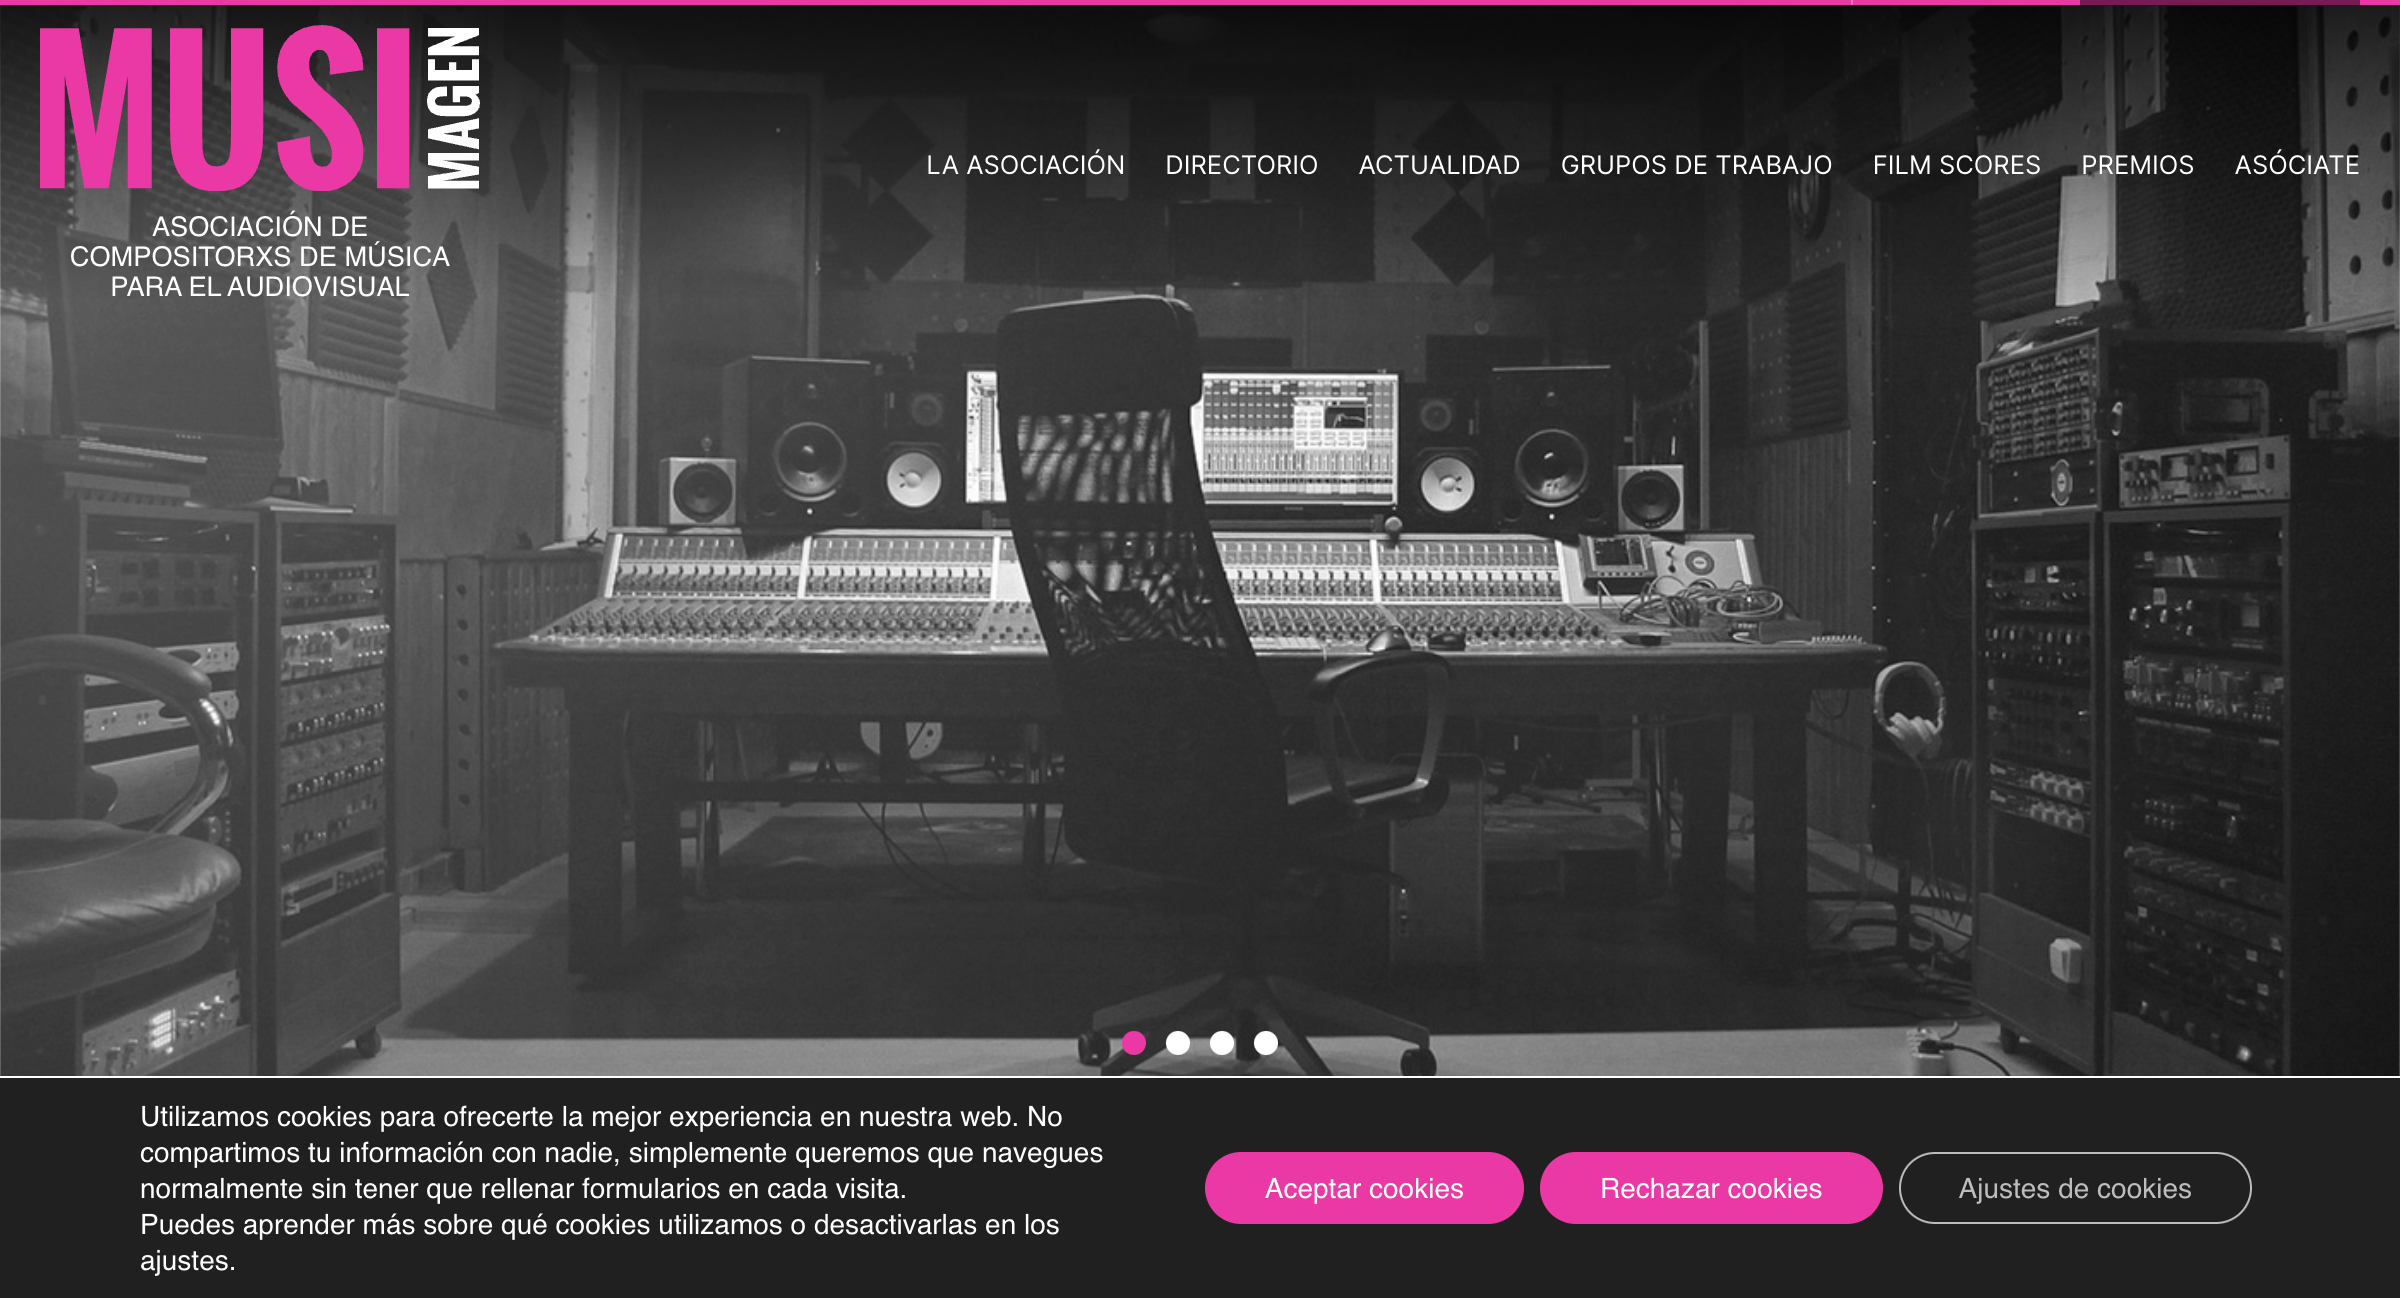 MUSI
MAGEN
ASOCIACIÓN DE
COMPOSITORXS DE MÚSICA
PARA EL AUDIOVISUAL
LA ASOCIACIÓN DIRECTORIO ACTUALIDAD GRUPOS DE TRABAJO FILM SCORES PREMIOS ASÓCIATE
Utilizamos cookies para ofrecerte la mejor experiencia en nuestra web. No
compartimos tu información con nadie, simplemente queremos que navegues
normalmente sin tener que rellenar formularios en cada visita.
Puedes aprender más sobre qué cookies utilizamos o desactivarlas en los
ajustes.
Aceptar cookies Rechazar cookies Ajustes de cookies